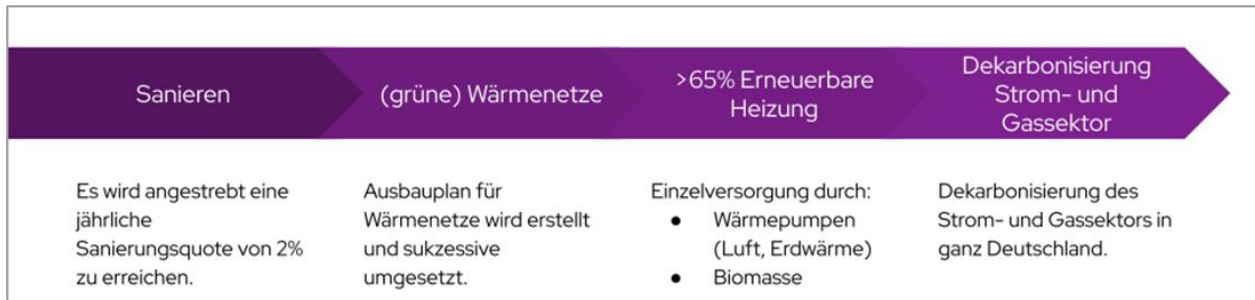 Sanieren
(grüne) Wärmenetze
>65% Erneuerbare
Heizung
Dekarbonisierung
Strom- und
Gassektor
Es wird angestrebt eine
jährliche
Sanierungsquote von 2%
zu erreichen.
Ausbauplan für
Wärmenetze wird erstellt
und sukzessive
umgesetzt.
Einzelversorgung durch:
● Wärmepumpen
(Luft, Erdwärme)
● Biomasse
Dekarbonisierung des
Strom- und Gassektors in
ganz Deutschland.